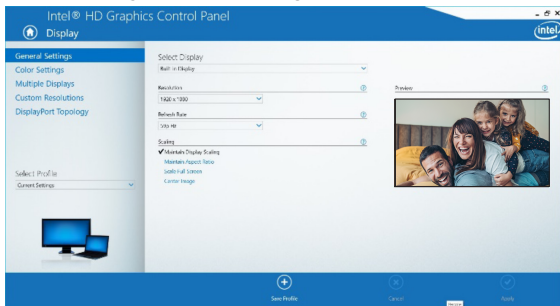 Intel® HD Graphics Control Panel
Display
intel
General Settings
Color Settings
Multiple Displays
Custom Resolutions
DisplayPort Topology
Select Profile
Current Settings
Select Display
Built-in Display
Resolution
Refresh Rate
Scaling
Maintain Display Scaling
Maintain Aspect Ratio
Scale Full Screen
Center Image
Preview
Save Profile
Cancel
Apply